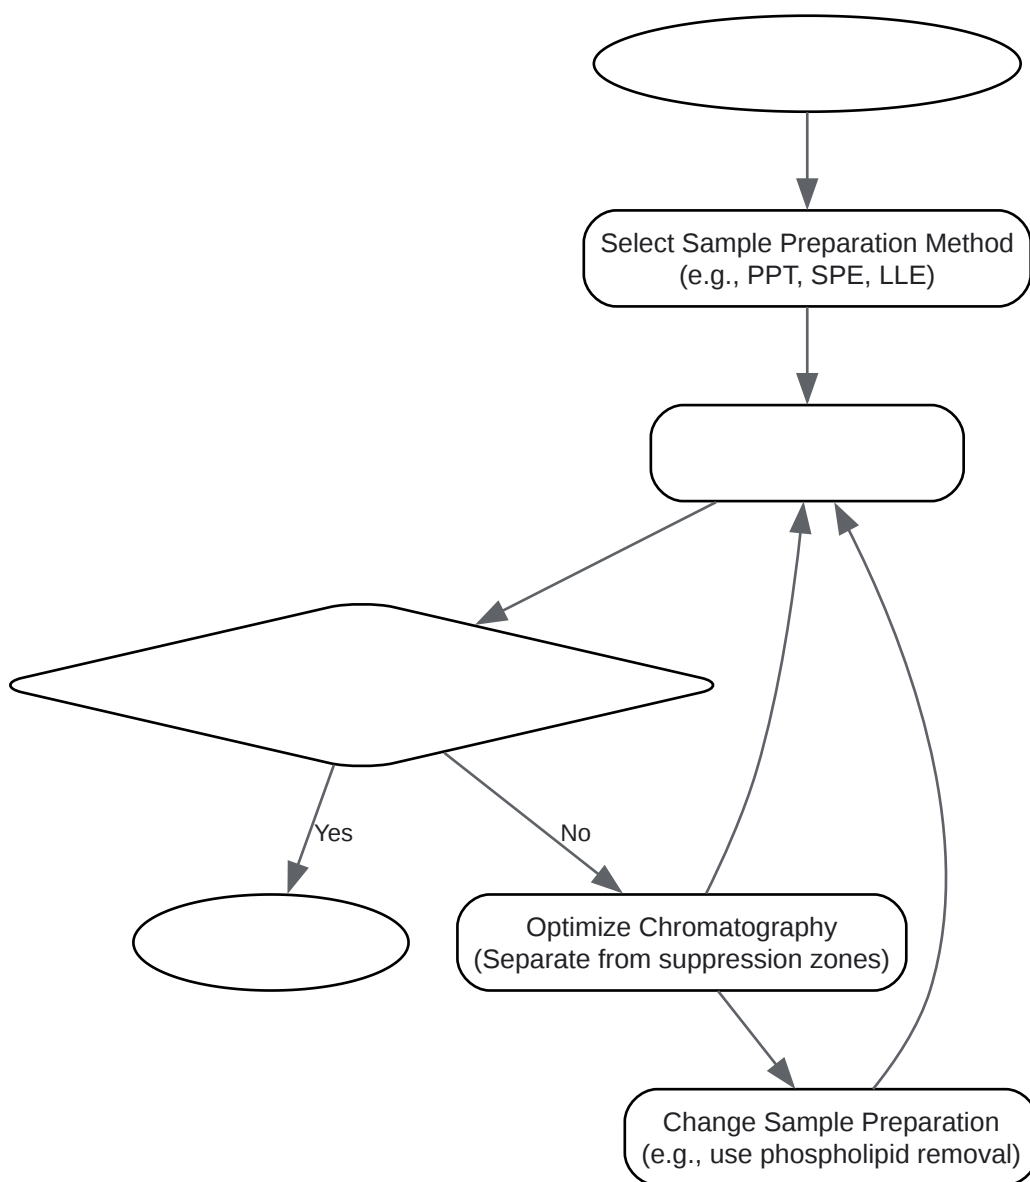 Select Sample Preparation Method
(e.g., PPT, SPE, LLE)
Yes
No
Optimize Chromatography
(Separate from suppression zones)
Change Sample Preparation
(e.g., use phospholipid removal)